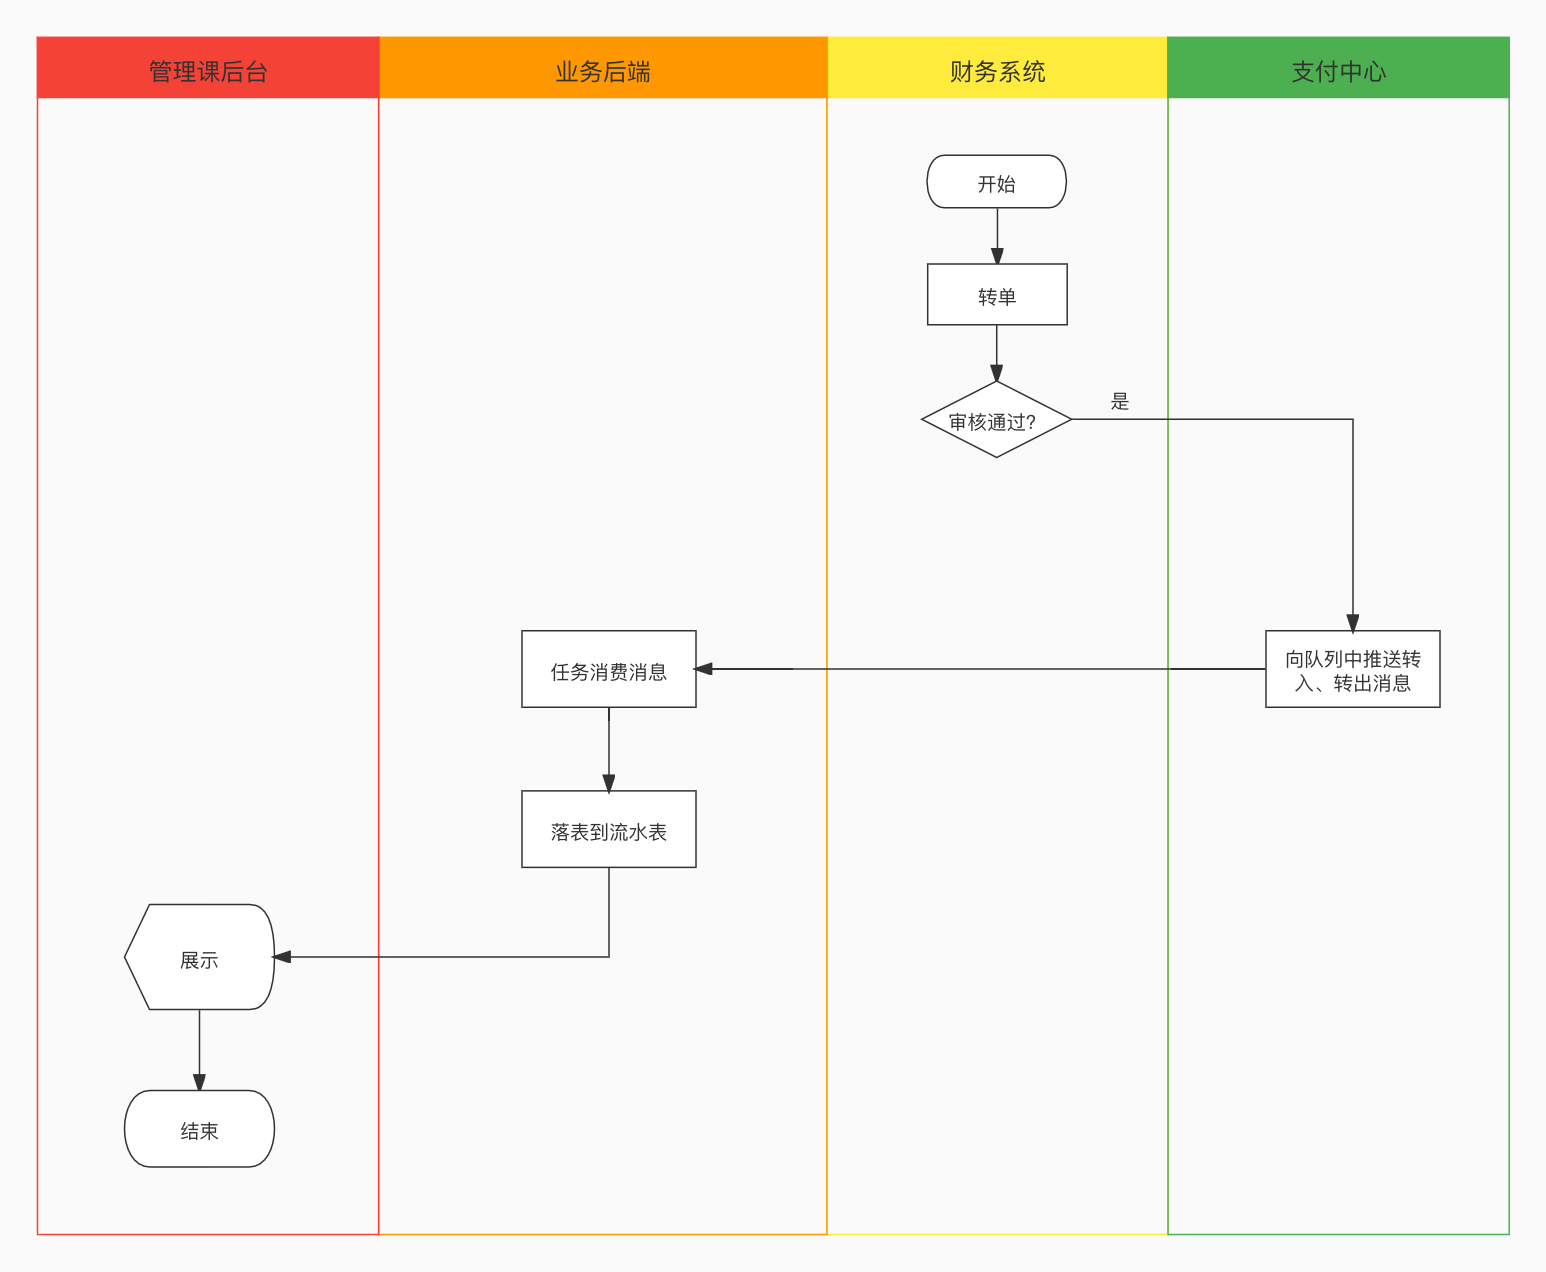 管理课后台
业务后端
财务系统
支付中心
开始
转单
审核通过?
是
任务消费消息
向队列中推送转
入、转出消息
落表到流水表
展示
结束